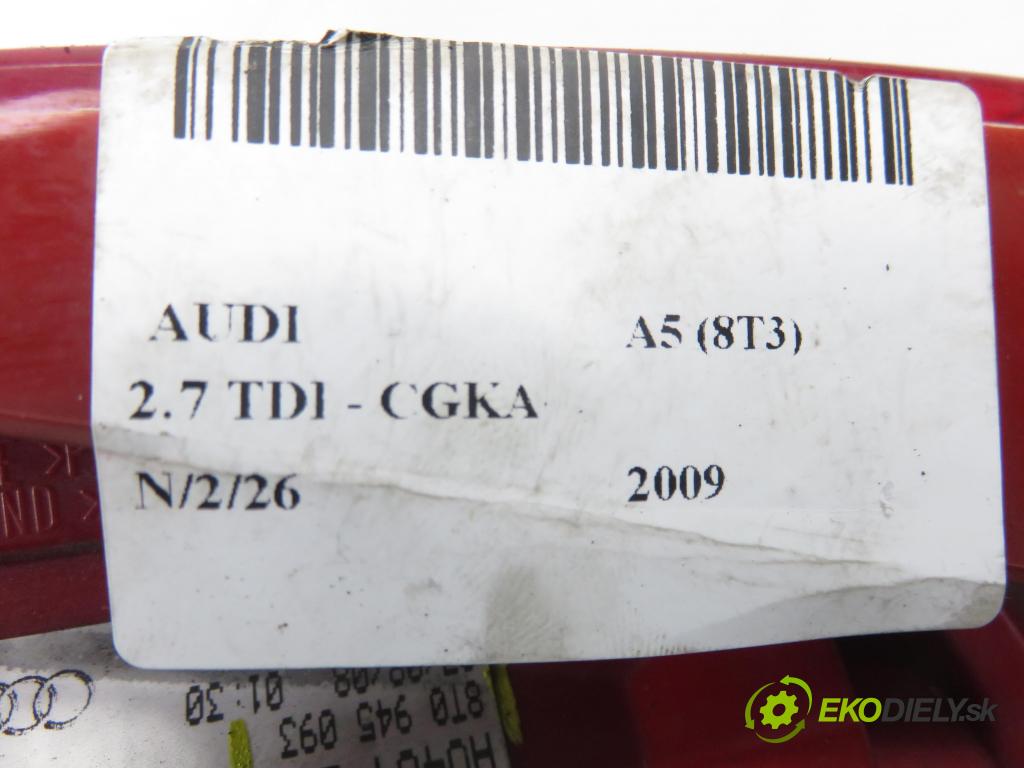 AUDI A5 (8T3)
2.7 TDI - CGKA
N/2/26 2009
01:30
8T0 945 093
EKODIELY.sk